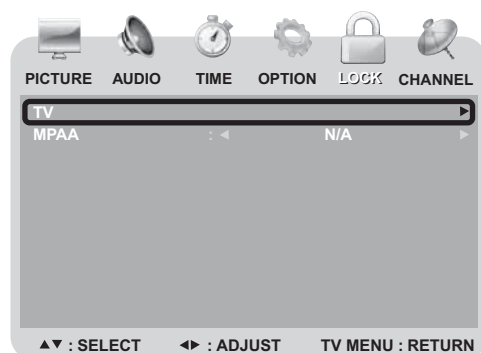 PICTURE AUDIO TIME OPTION LOCK CHANNEL
TV ▶
MPAA : ◀ N/A ▶
▲▼ : SELECT ◀▶ : ADJUST TV MENU : RETURN